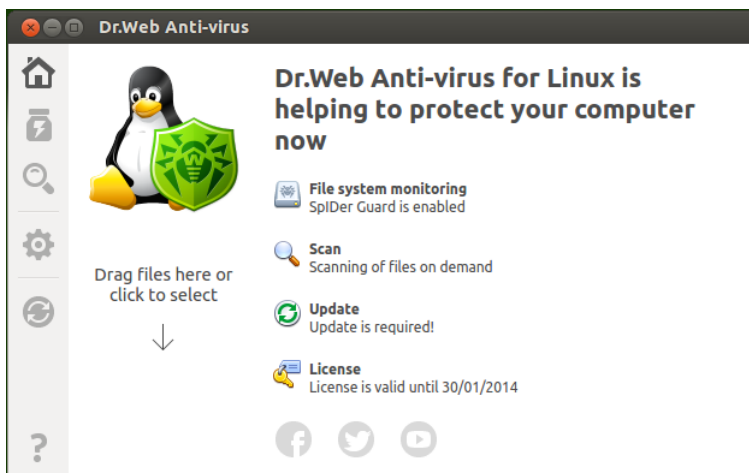 Dr.Web Anti-virus
Dr.Web Anti-virus for Linux is
helping to protect your computer
now
File system monitoring
SpIDer Guard is enabled
Scan
Scanning of files on demand
Drag files here or
click to select
Update
Update is required!
License
License is valid until 30/01/2014